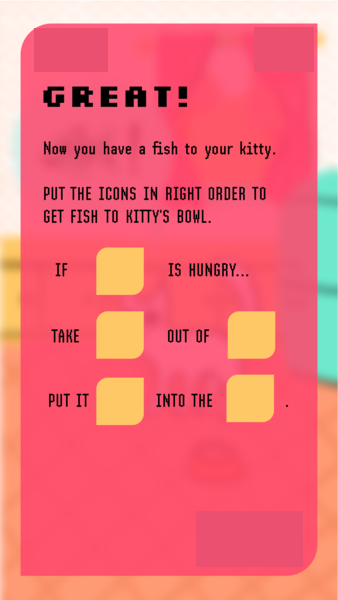 GREAT!
Now you have a fish to your kitty.
PUT THE ICONS IN RIGHT ORDER TO
GET FISH TO KITTY'S BOWL.
IF IS HUNGRY...
TAKE OUT OF
PUT IT INTO THE .